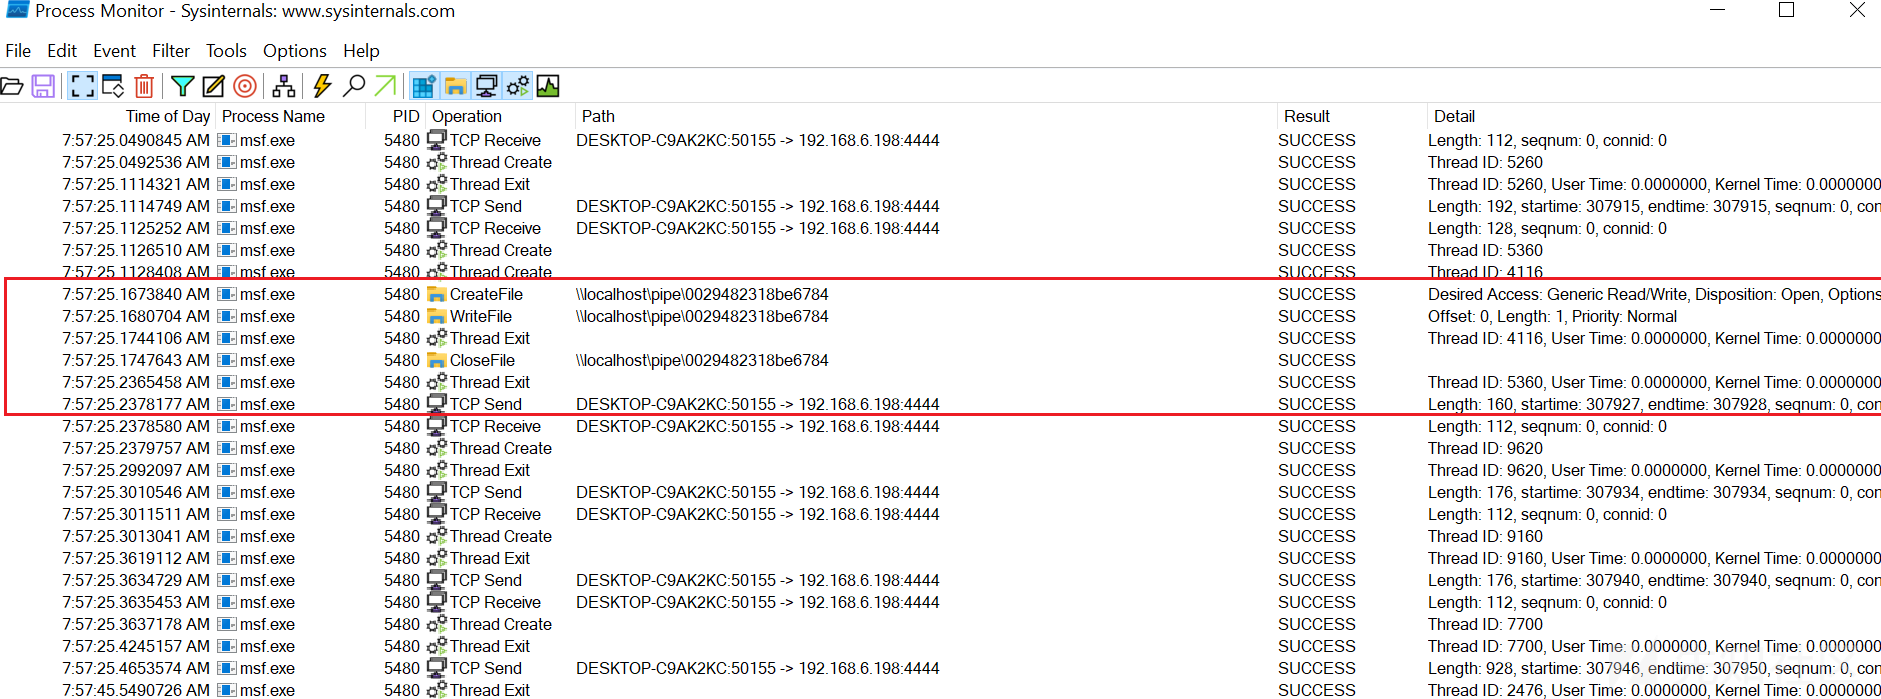 Process Monitor - Sysinternals: www.sysinternals.com
File Edit Event Filter Tools Options Help
Time of Day Process Name PID Operation Path Result Detail
7:57:25.0490845 AM msf.exe 5480 TCP Receive DESKTOP-C9AK2KC:50155 -> 192.168.6.198:4444 SUCCESS Length: 112, seqnum: 0, connid: 0
7:57:25.0492536 AM msf.exe 5480 Thread Create SUCCESS Thread ID: 5260
7:57:25.1114321 AM msf.exe 5480 Thread Exit SUCCESS Thread ID: 5260, User Time: 0.0000000, Kernel Time: 0.0000000
7:57:25.1114749 AM msf.exe 5480 TCP Send DESKTOP-C9AK2KC:50155 -> 192.168.6.198:4444 SUCCESS Length: 192, startime: 307915, endtime: 307915, seqnum: 0, con
7:57:25.1125252 AM msf.exe 5480 TCP Receive DESKTOP-C9AK2KC:50155 -> 192.168.6.198:4444 SUCCESS Length: 128, seqnum: 0, connid: 0
7:57:25.1126510 AM msf.exe 5480 Thread Create SUCCESS Thread ID: 5360
7:57:25.1128408 AM msf.exe 5480 Thread Create SUCCESS Thread ID: 4116
7:57:25.1673840 AM msf.exe 5480 CreateFile \\localhost\pipe\0029482318be6784 SUCCESS Desired Access: Generic Read/Write, Disposition: Open, Options
7:57:25.1680704 AM msf.exe 5480 WriteFile \\localhost\pipe\0029482318be6784 SUCCESS Offset: 0, Length: 1, Priority: Normal
7:57:25.1744106 AM msf.exe 5480 Thread Exit SUCCESS Thread ID: 4116, User Time: 0.0000000, Kernel Time: 0.0000000
7:57:25.1747643 AM msf.exe 5480 CloseFile \\localhost\pipe\0029482318be6784 SUCCESS
7:57:25.2365458 AM msf.exe 5480 Thread Exit SUCCESS Thread ID: 5360, User Time: 0.0000000, Kernel Time: 0.0000000
7:57:25.2378177 AM msf.exe 5480 TCP Send DESKTOP-C9AK2KC:50155 -> 192.168.6.198:4444 SUCCESS Length: 160, startime: 307927, endtime: 307928, seqnum: 0, con
7:57:25.2378580 AM msf.exe 5480 TCP Receive DESKTOP-C9AK2KC:50155 -> 192.168.6.198:4444 SUCCESS Length: 112, seqnum: 0, connid: 0
7:57:25.2379757 AM msf.exe 5480 Thread Create SUCCESS Thread ID: 9620
7:57:25.2992097 AM msf.exe 5480 Thread Exit SUCCESS Thread ID: 9620, User Time: 0.0000000, Kernel Time: 0.0000000
7:57:25.3010546 AM msf.exe 5480 TCP Send DESKTOP-C9AK2KC:50155 -> 192.168.6.198:4444 SUCCESS Length: 176, startime: 307934, endtime: 307934, seqnum: 0, con
7:57:25.3011511 AM msf.exe 5480 TCP Receive DESKTOP-C9AK2KC:50155 -> 192.168.6.198:4444 SUCCESS Length: 112, seqnum: 0, connid: 0
7:57:25.3013041 AM msf.exe 5480 Thread Create SUCCESS Thread ID: 9160
7:57:25.3619112 AM msf.exe 5480 Thread Exit SUCCESS Thread ID: 9160, User Time: 0.0000000, Kernel Time: 0.0000000
7:57:25.3634729 AM msf.exe 5480 TCP Send DESKTOP-C9AK2KC:50155 -> 192.168.6.198:4444 SUCCESS Length: 176, startime: 307940, endtime: 307940, seqnum: 0, con
7:57:25.3635453 AM msf.exe 5480 TCP Receive DESKTOP-C9AK2KC:50155 -> 192.168.6.198:4444 SUCCESS Length: 112, seqnum: 0, connid: 0
7:57:25.3637178 AM msf.exe 5480 Thread Create SUCCESS Thread ID: 7700
7:57:25.4245157 AM msf.exe 5480 Thread Exit SUCCESS Thread ID: 7700, User Time: 0.0000000, Kernel Time: 0.0000000
7:57:25.4653574 AM msf.exe 5480 TCP Send DESKTOP-C9AK2KC:50155 -> 192.168.6.198:4444 SUCCESS Length: 928, startime: 307946, endtime: 307950, seqnum: 0, con
7:57:45.5490726 AM msf.exe 5480 Thread Exit SUCCESS Thread ID: 2476, User Time: 0.0000000, Kernel Time: 0.0000000